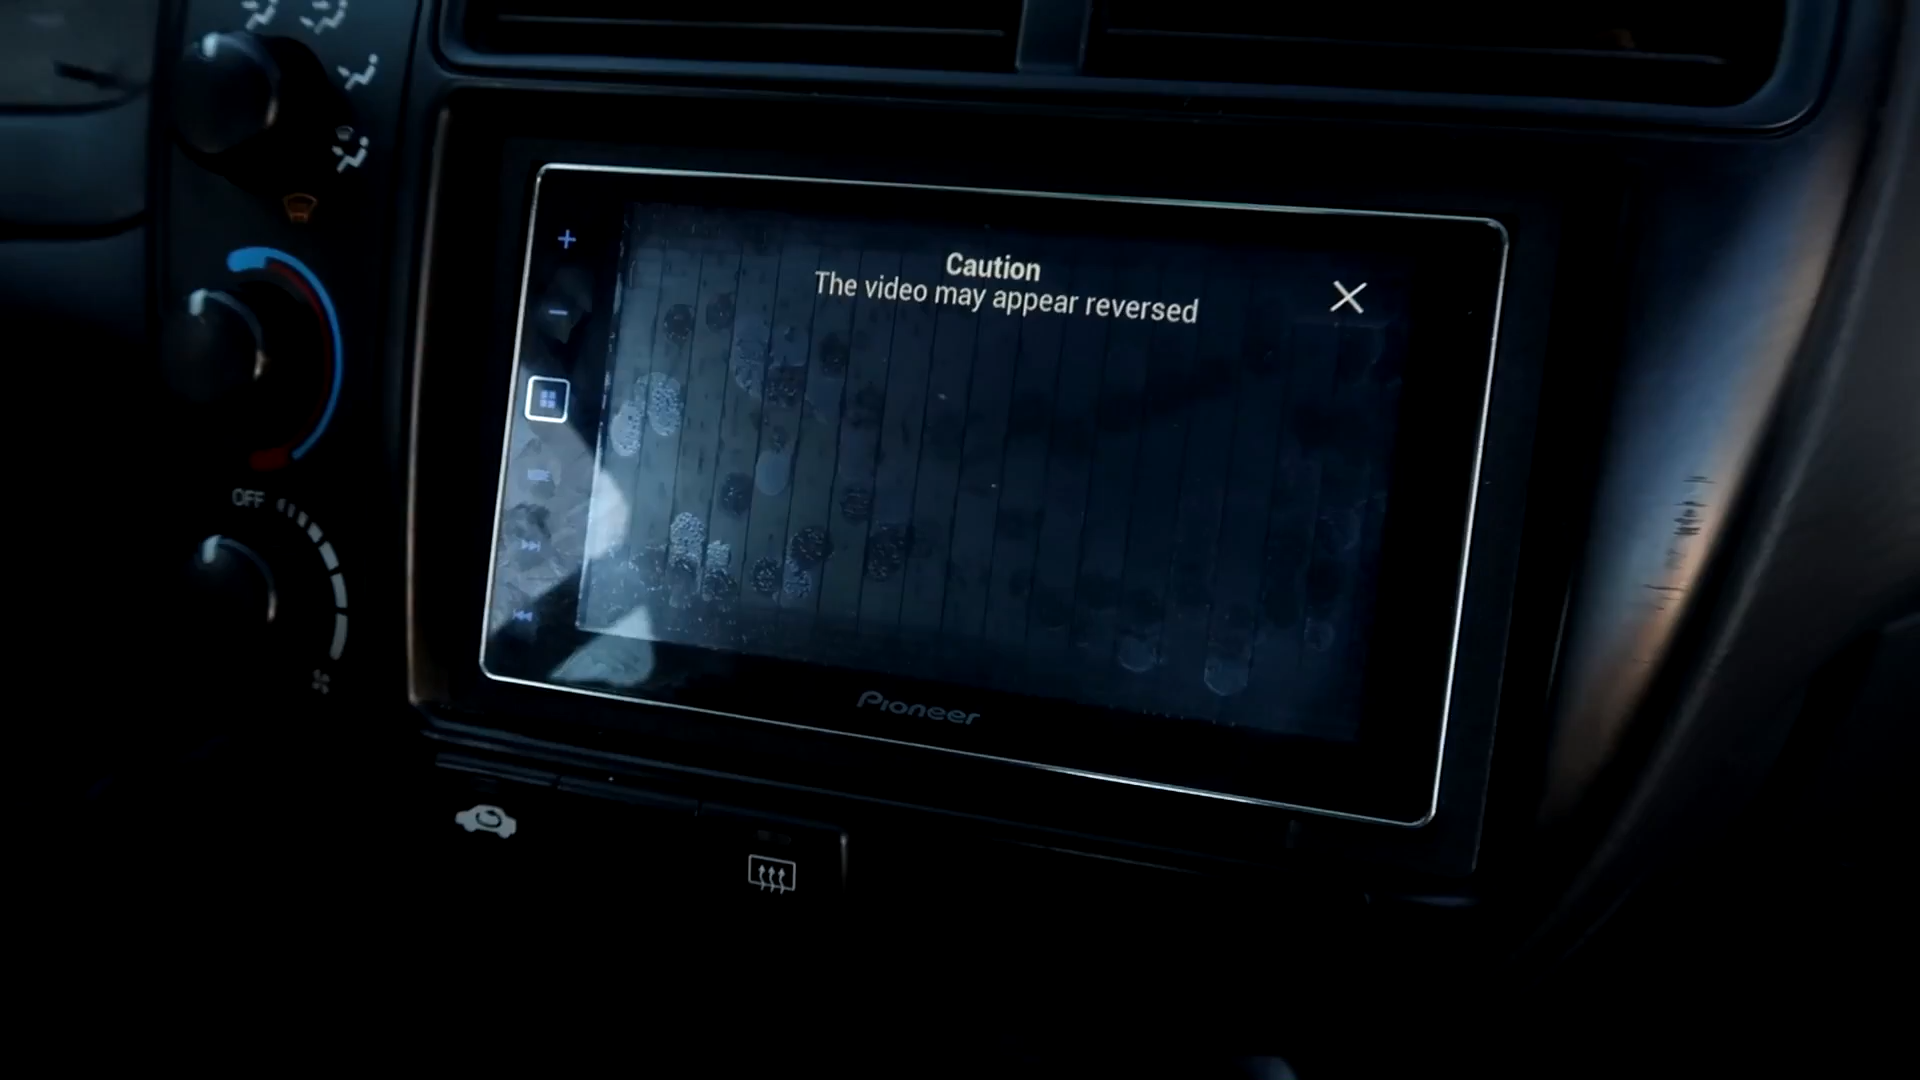 Caution
The video may appear reversed
OFF
Pioneer